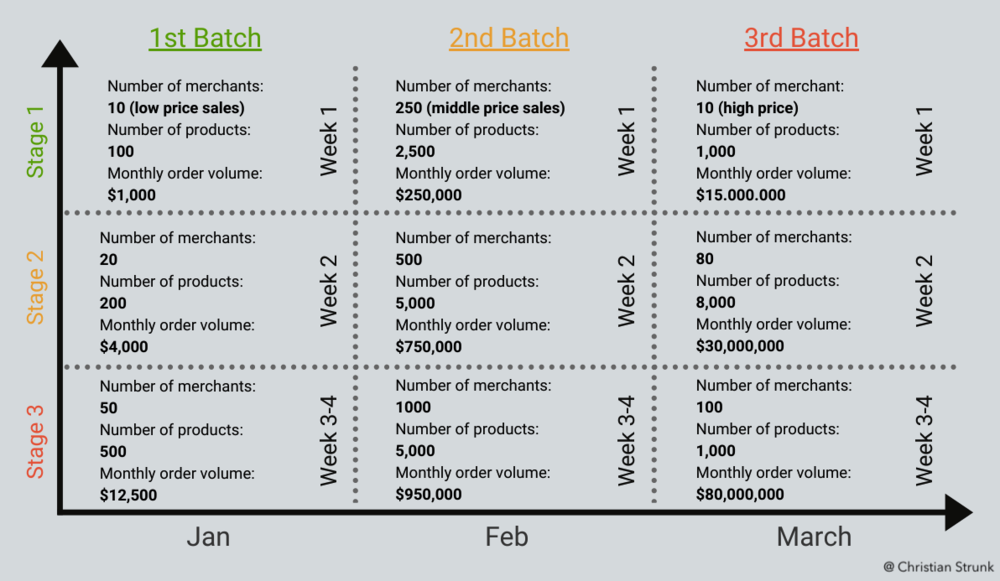 1st Batch
2nd Batch
3rd Batch
Stage 1
Number of merchants:
10 (low price sales)
Number of products:
100
Monthly order volume:
$1,000
Week 1
Number of merchants:
250 (middle price sales)
Number of products:
2,500
Monthly order volume:
$250,000
Week 1
Number of merchant:
10 (high price)
Number of products:
1,000
Monthly order volume:
$15.000.000
Week 1
Stage 2
Number of merchants:
20
Number of products:
200
Monthly order volume:
$4,000
Week 2
Number of merchants:
500
Number of products:
5,000
Monthly order volume:
$750,000
Week 2
Number of merchants:
80
Number of products:
8,000
Monthly order volume:
$30,000,000
Week 2
Stage 3
Number of merchants:
50
Number of products:
500
Monthly order volume:
$12,500
Week 3-4
Number of merchants:
1000
Number of products:
5,000
Monthly order volume:
$950,000
Week 3-4
Number of merchants:
100
Number of products:
1,000
Monthly order volume:
$80,000,000
Week 3-4
Jan
Feb
March
@ Christian Strunk